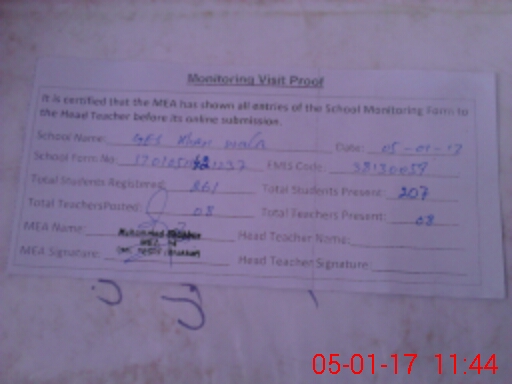 Monitoring Visit Proof
It is certified that the MEA has shown all entries of the School Monitoring Form to
the Head Teacher before its online submission.
School Name: Date: 05-01-17
School Form No: EMIS Code: 38130059
Total Students Registered: 261 Total Students Present: 207
Total TeachersPosted: 08 Total Teachers Present: 08
MEA Name: Muhammad Head Teacher Name:
MEA Signature: Head Teacher Signature:
05-01-17 11:44